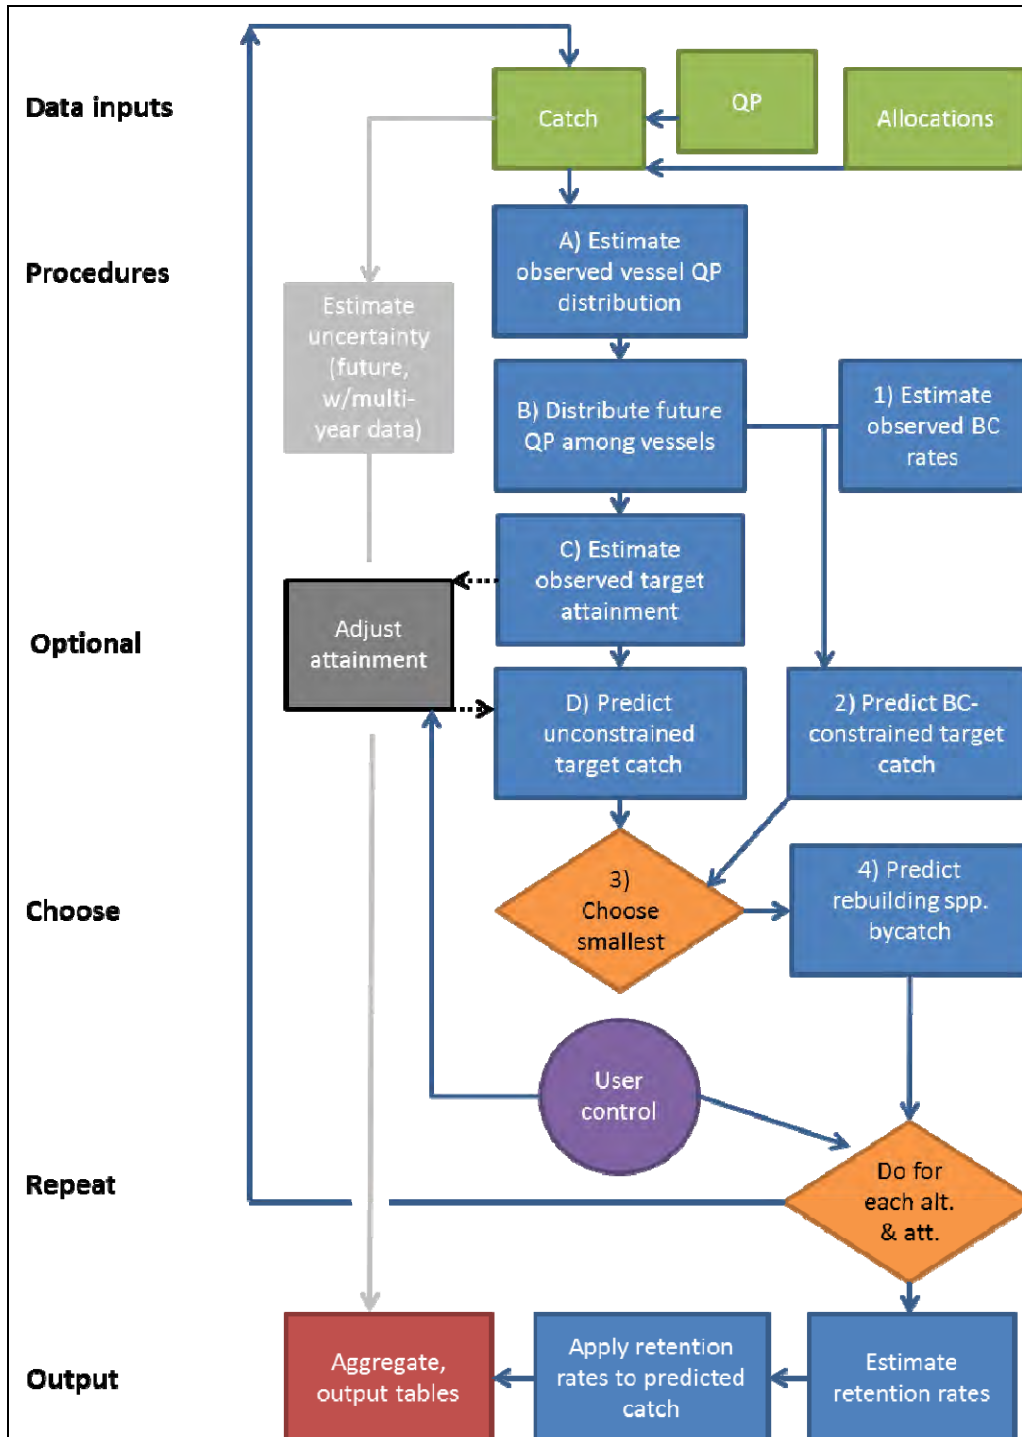 Data inputs
Catch
QP
Allocations
Procedures
A) Estimate
observed vessel QP
distribution
Estimate
uncertainty
(future,
w/multi-
year data)
B) Distribute future
QP among vessels
1) Estimate
observed BC
rates
C) Estimate
observed target
attainment
Optional
Adjust
attainment
D) Predict
unconstrained
target catch
2) Predict BC-
constrained target
catch
Choose
3)
Choose
smallest
4) Predict
rebuilding spp.
bycatch
User
control
Repeat
Do for
each alt.
& att.
Output
Aggregate,
output tables
Apply retention
rates to predicted
catch
Estimate
retention rates